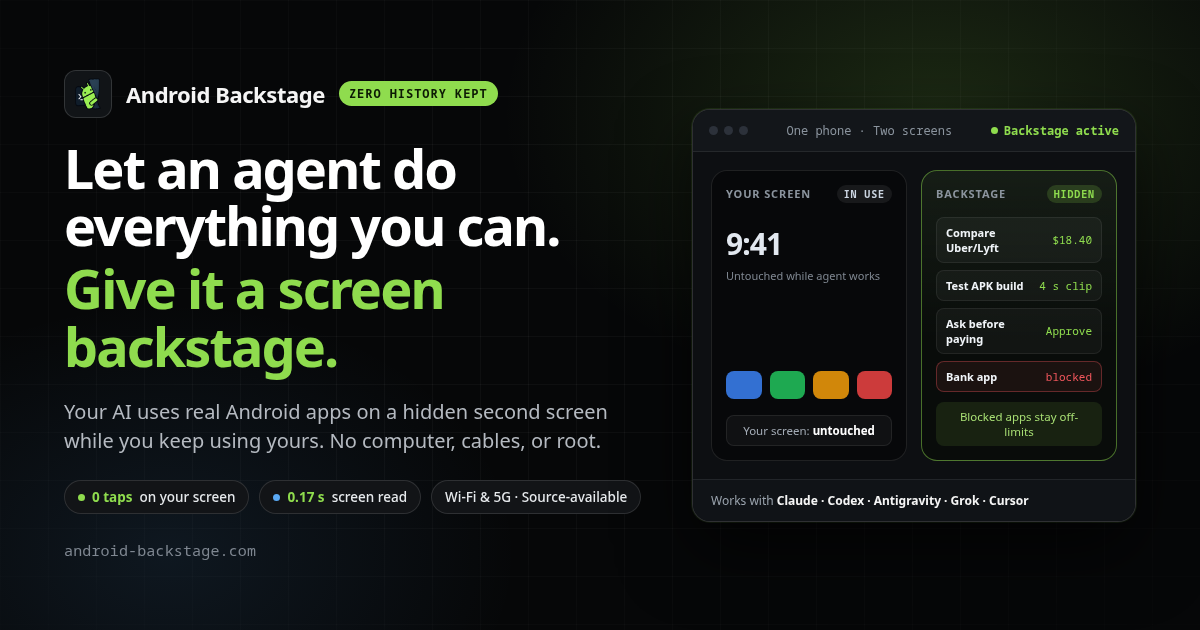 Android Backstage
ZERO HISTORY KEPT
Let an agent do
everything you can.
Give it a screen
backstage.
Your AI uses real Android apps on a hidden second screen
while you keep using yours. No computer, cables, or root.
0 taps on your screen
0.17 s screen read
Wi-Fi & 5G · Source-available
android-backstage.com
One phone · Two screens
Backstage active
YOUR SCREEN
IN USE
9:41
Untouched while agent works
Your screen: untouched
BACKSTAGE
HIDDEN
Compare
Uber/Lyft
$18.40
Test APK build
4 s clip
Ask before
paying
Approve
Bank app
blocked
Blocked apps stay off-
limits
Works with Claude · Codex · Antigravity · Grok · Cursor